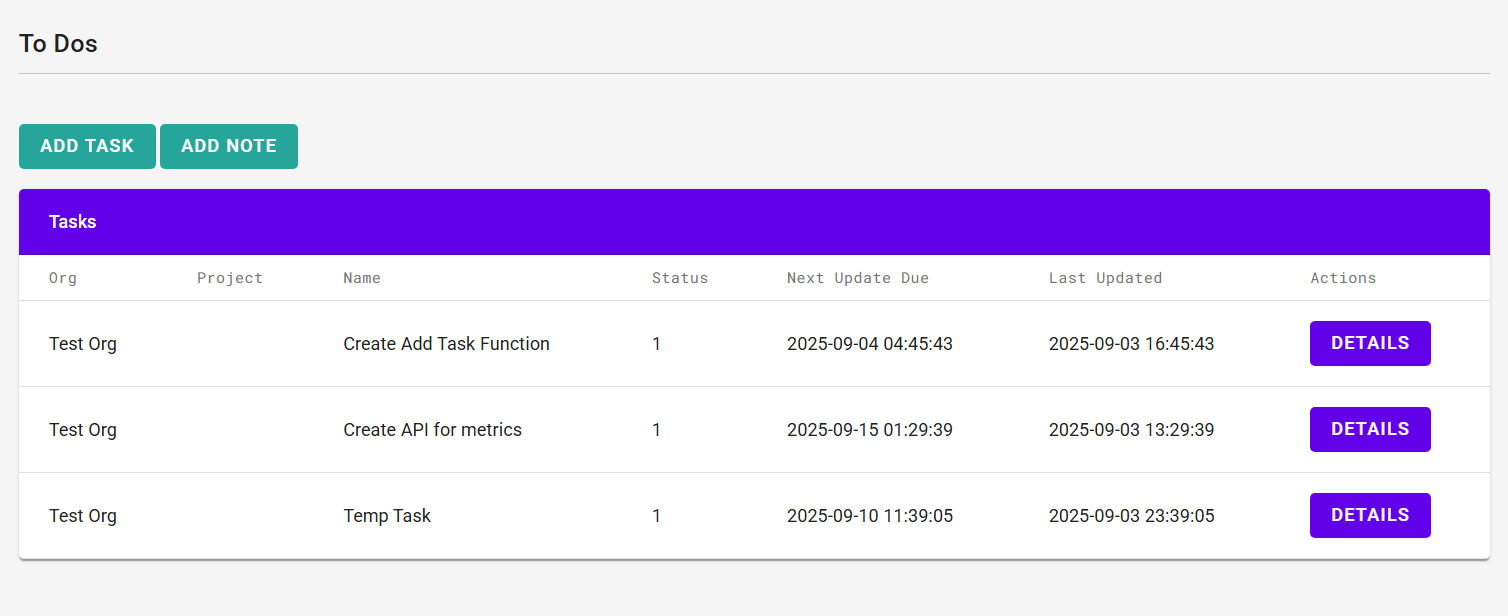 To Dos
ADD TASK ADD NOTE
Tasks
Org Project Name Status Next Update Due Last Updated Actions
Test Org Create Add Task Function 1 2025-09-04 04:45:43 2025-09-03 16:45:43 DETAILS
Test Org Create API for metrics 1 2025-09-15 01:29:39 2025-09-03 13:29:39 DETAILS
Test Org Temp Task 1 2025-09-10 11:39:05 2025-09-03 23:39:05 DETAILS